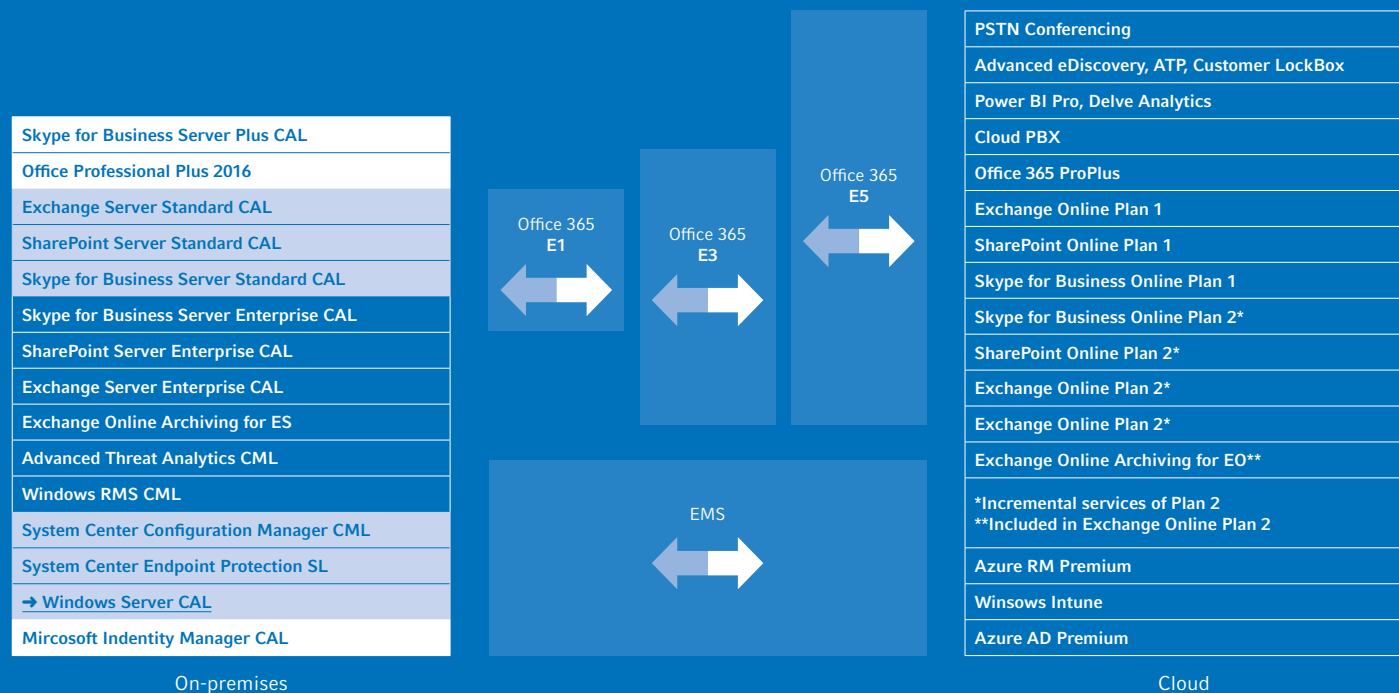 Skype for Business Server Plus CAL
Office Professional Plus 2016
Exchange Server Standard CAL
SharePoint Server Standard CAL
Skype for Business Server Standard CAL
Skype for Business Server Enterprise CAL
SharePoint Server Enterprise CAL
Exchange Server Enterprise CAL
Exchange Online Archiving for ES
Advanced Threat Analytics CML
Windows RMS CML
System Center Configuration Manager CML
System Center Endpoint Protection SL
➜ Windows Server CAL
Mircosoft Indentity Manager CAL
On-premises
Office 365
E1
Office 365
E3
Office 365
E5
EMS
PSTN Conferencing
Advanced eDiscovery, ATP, Customer LockBox
Power BI Pro, Delve Analytics
Cloud PBX
Office 365 ProPlus
Exchange Online Plan 1
SharePoint Online Plan 1
Skype for Business Online Plan 1
Skype for Business Online Plan 2*
SharePoint Online Plan 2*
Exchange Online Plan 2*
Exchange Online Plan 2*
Exchange Online Archiving for EO**
*Incremental services of Plan 2
**Included in Exchange Online Plan 2
Azure RM Premium
Winsows Intune
Azure AD Premium
Cloud